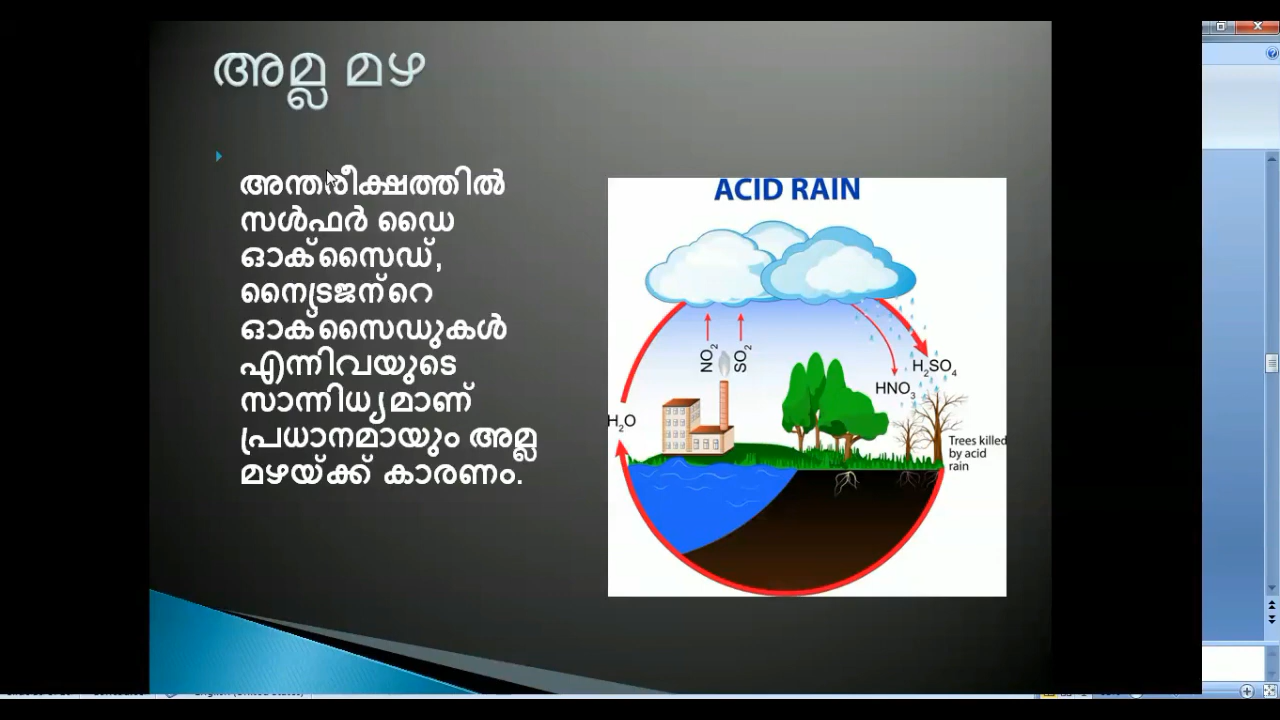 അമ്ല മഴ
അന്തരീക്ഷത്തിൽ
സൾഫർ ഡൈ
ഓക്സൈഡ്,
നൈട്രജന്റെ
ഓക്സൈഡുകൾ
എന്നിവയുടെ
സാന്നിധ്യമാണ്
പ്രധാനമായും അമ്ല
മഴയ്ക്ക് കാരണം.
ACID RAIN
NO₂
SO₂
H₂SO₄
HNO₃
H₂O
Trees killed
by acid
rain